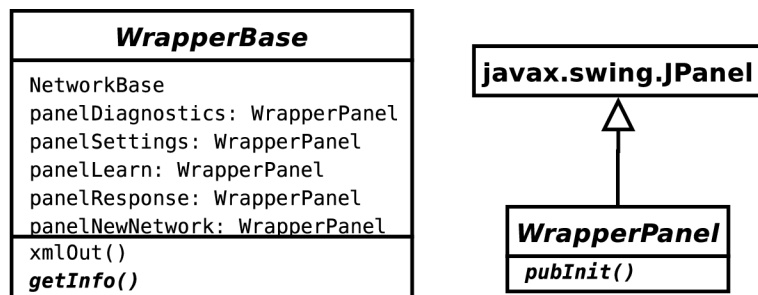 WrapperBase
NetworkBase
panelDiagnostics: WrapperPanel
panelSettings: WrapperPanel
panelLearn: WrapperPanel
panelResponse: WrapperPanel
panelNewNetwork: WrapperPanel
xmlOut()
getInfo()
javax.swing.JPanel
WrapperPanel
pubInit()